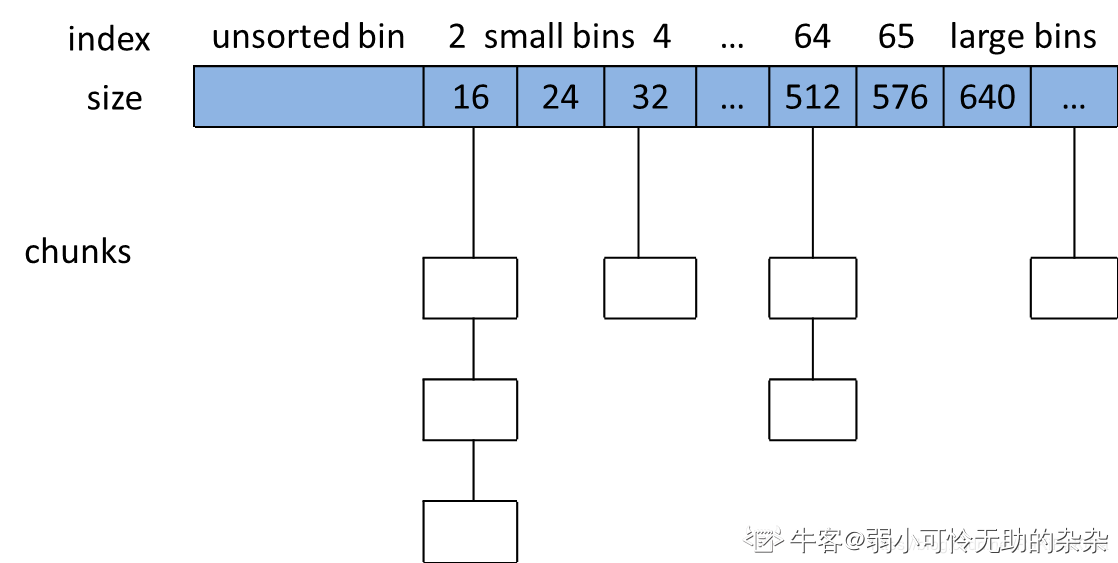 index unsorted bin 2 small bins 4 ... 64 65 large bins
size 16 24 32 ... 512 576 640 ...
chunks
牛客@弱小可怜无助的杂杂